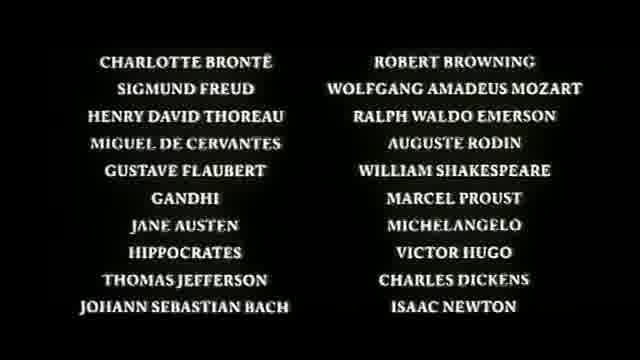 CHARLOTTE BRONTË
SIGMUND FREUD
HENRY DAVID THOREAU
MIGUEL DE CERVANTES
GUSTAVE FLAUBERT
GANDHI
JANE AUSTEN
HIPPOCRATES
THOMAS JEFFERSON
JOHANN SEBASTIAN BACH
ROBERT BROWNING
WOLFGANG AMADEUS MOZART
RALPH WALDO EMERSON
AUGUSTE RODIN
WILLIAM SHAKESPEARE
MARCEL PROUST
MICHELANGELO
VICTOR HUGO
CHARLES DICKENS
ISAAC NEWTON